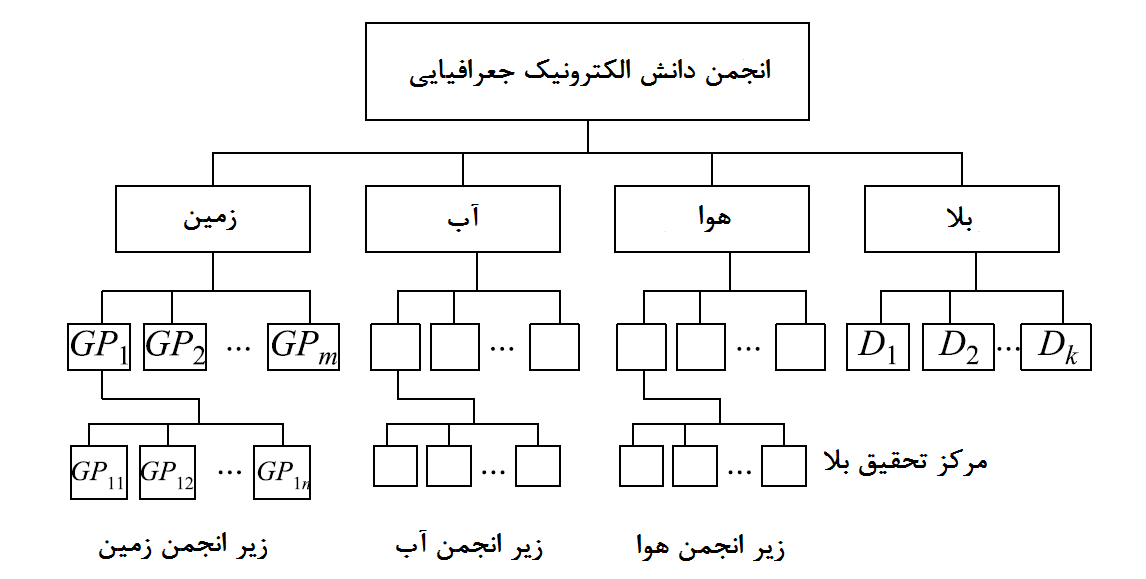 انجمن دانش الکترونیک جعرافیایی
زمین آب هوا بلا
GP1 GP2 ... GPm ... ... D1 D2 ... Dk
GP11 GP12 ... GP1n ... ... مرکز تحقیق بلا
زیر انجمن زمین زیر انجمن آب زیر انجمن هوا